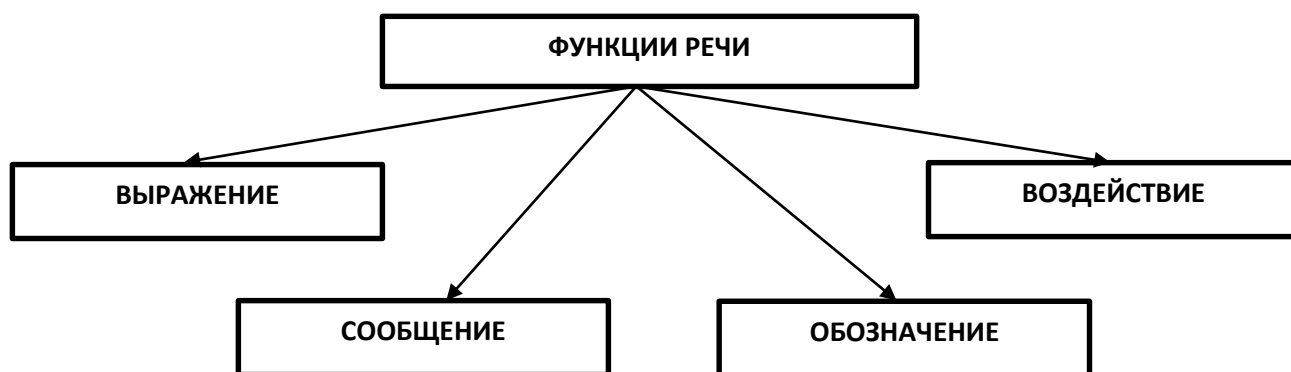 ФУНКЦИИ РЕЧИ
ВЫРАЖЕНИЕ
ВОЗДЕЙСТВИЕ
СООБЩЕНИЕ
ОБОЗНАЧЕНИЕ